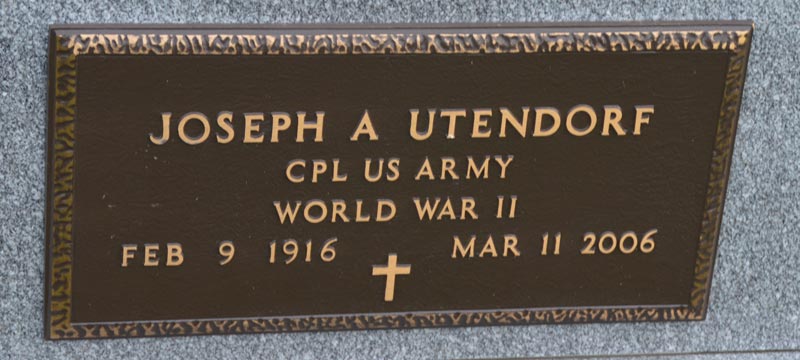 JOSEPH A UTENDORF
CPL US ARMY
WORLD WAR II
FEB 9 1916 MAR 11 2006